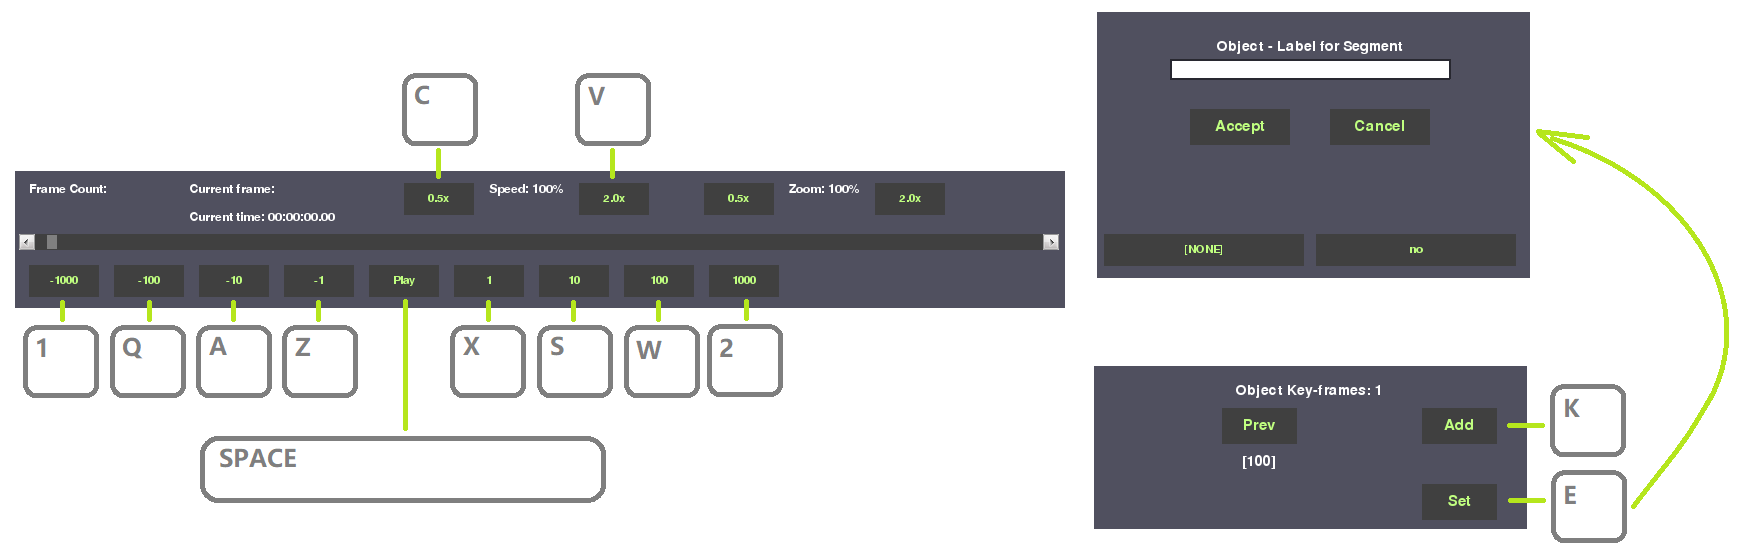 C
V
Frame Count:
Current frame:
0.5x
Speed: 100%
2.0x
0.5x
Zoom: 100%
2.0x
Current time: 00:00:00.00
-1000
-100
-10
-1
Play
1
10
100
1000
1
Q
A
Z
X
S
W
2
SPACE
Object - Label for Segment
Accept
Cancel
[NONE]
no
Object Key-frames: 1
Prev
Add
K
[100]
Set
E